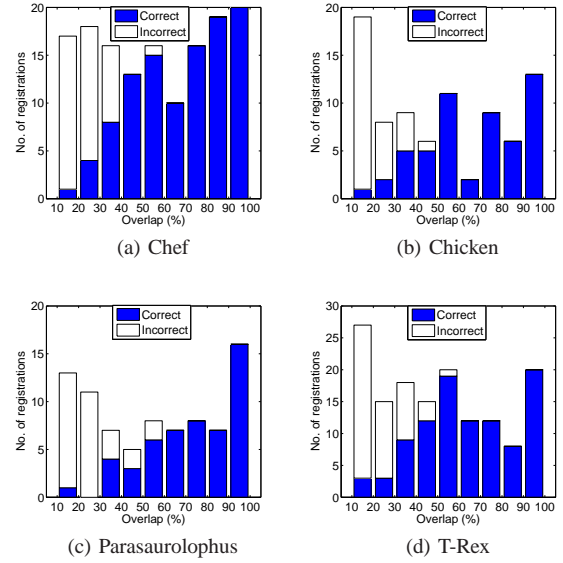 20
15
10
5
0
No. of registrations
Correct
Incorrect
10 20 30 40 50 60 70 80 90 100
Overlap (%)
(a) Chef
20
15
10
5
0
No. of registrations
Correct
Incorrect
10 20 30 40 50 60 70 80 90 100
Overlap (%)
(b) Chicken
20
15
10
5
0
No. of registrations
Correct
Incorrect
10 20 30 40 50 60 70 80 90 100
Overlap (%)
(c) Parasaurolophus
30
25
20
15
10
5
0
No. of registrations
Correct
Incorrect
10 20 30 40 50 60 70 80 90 100
Overlap (%)
(d) T-Rex